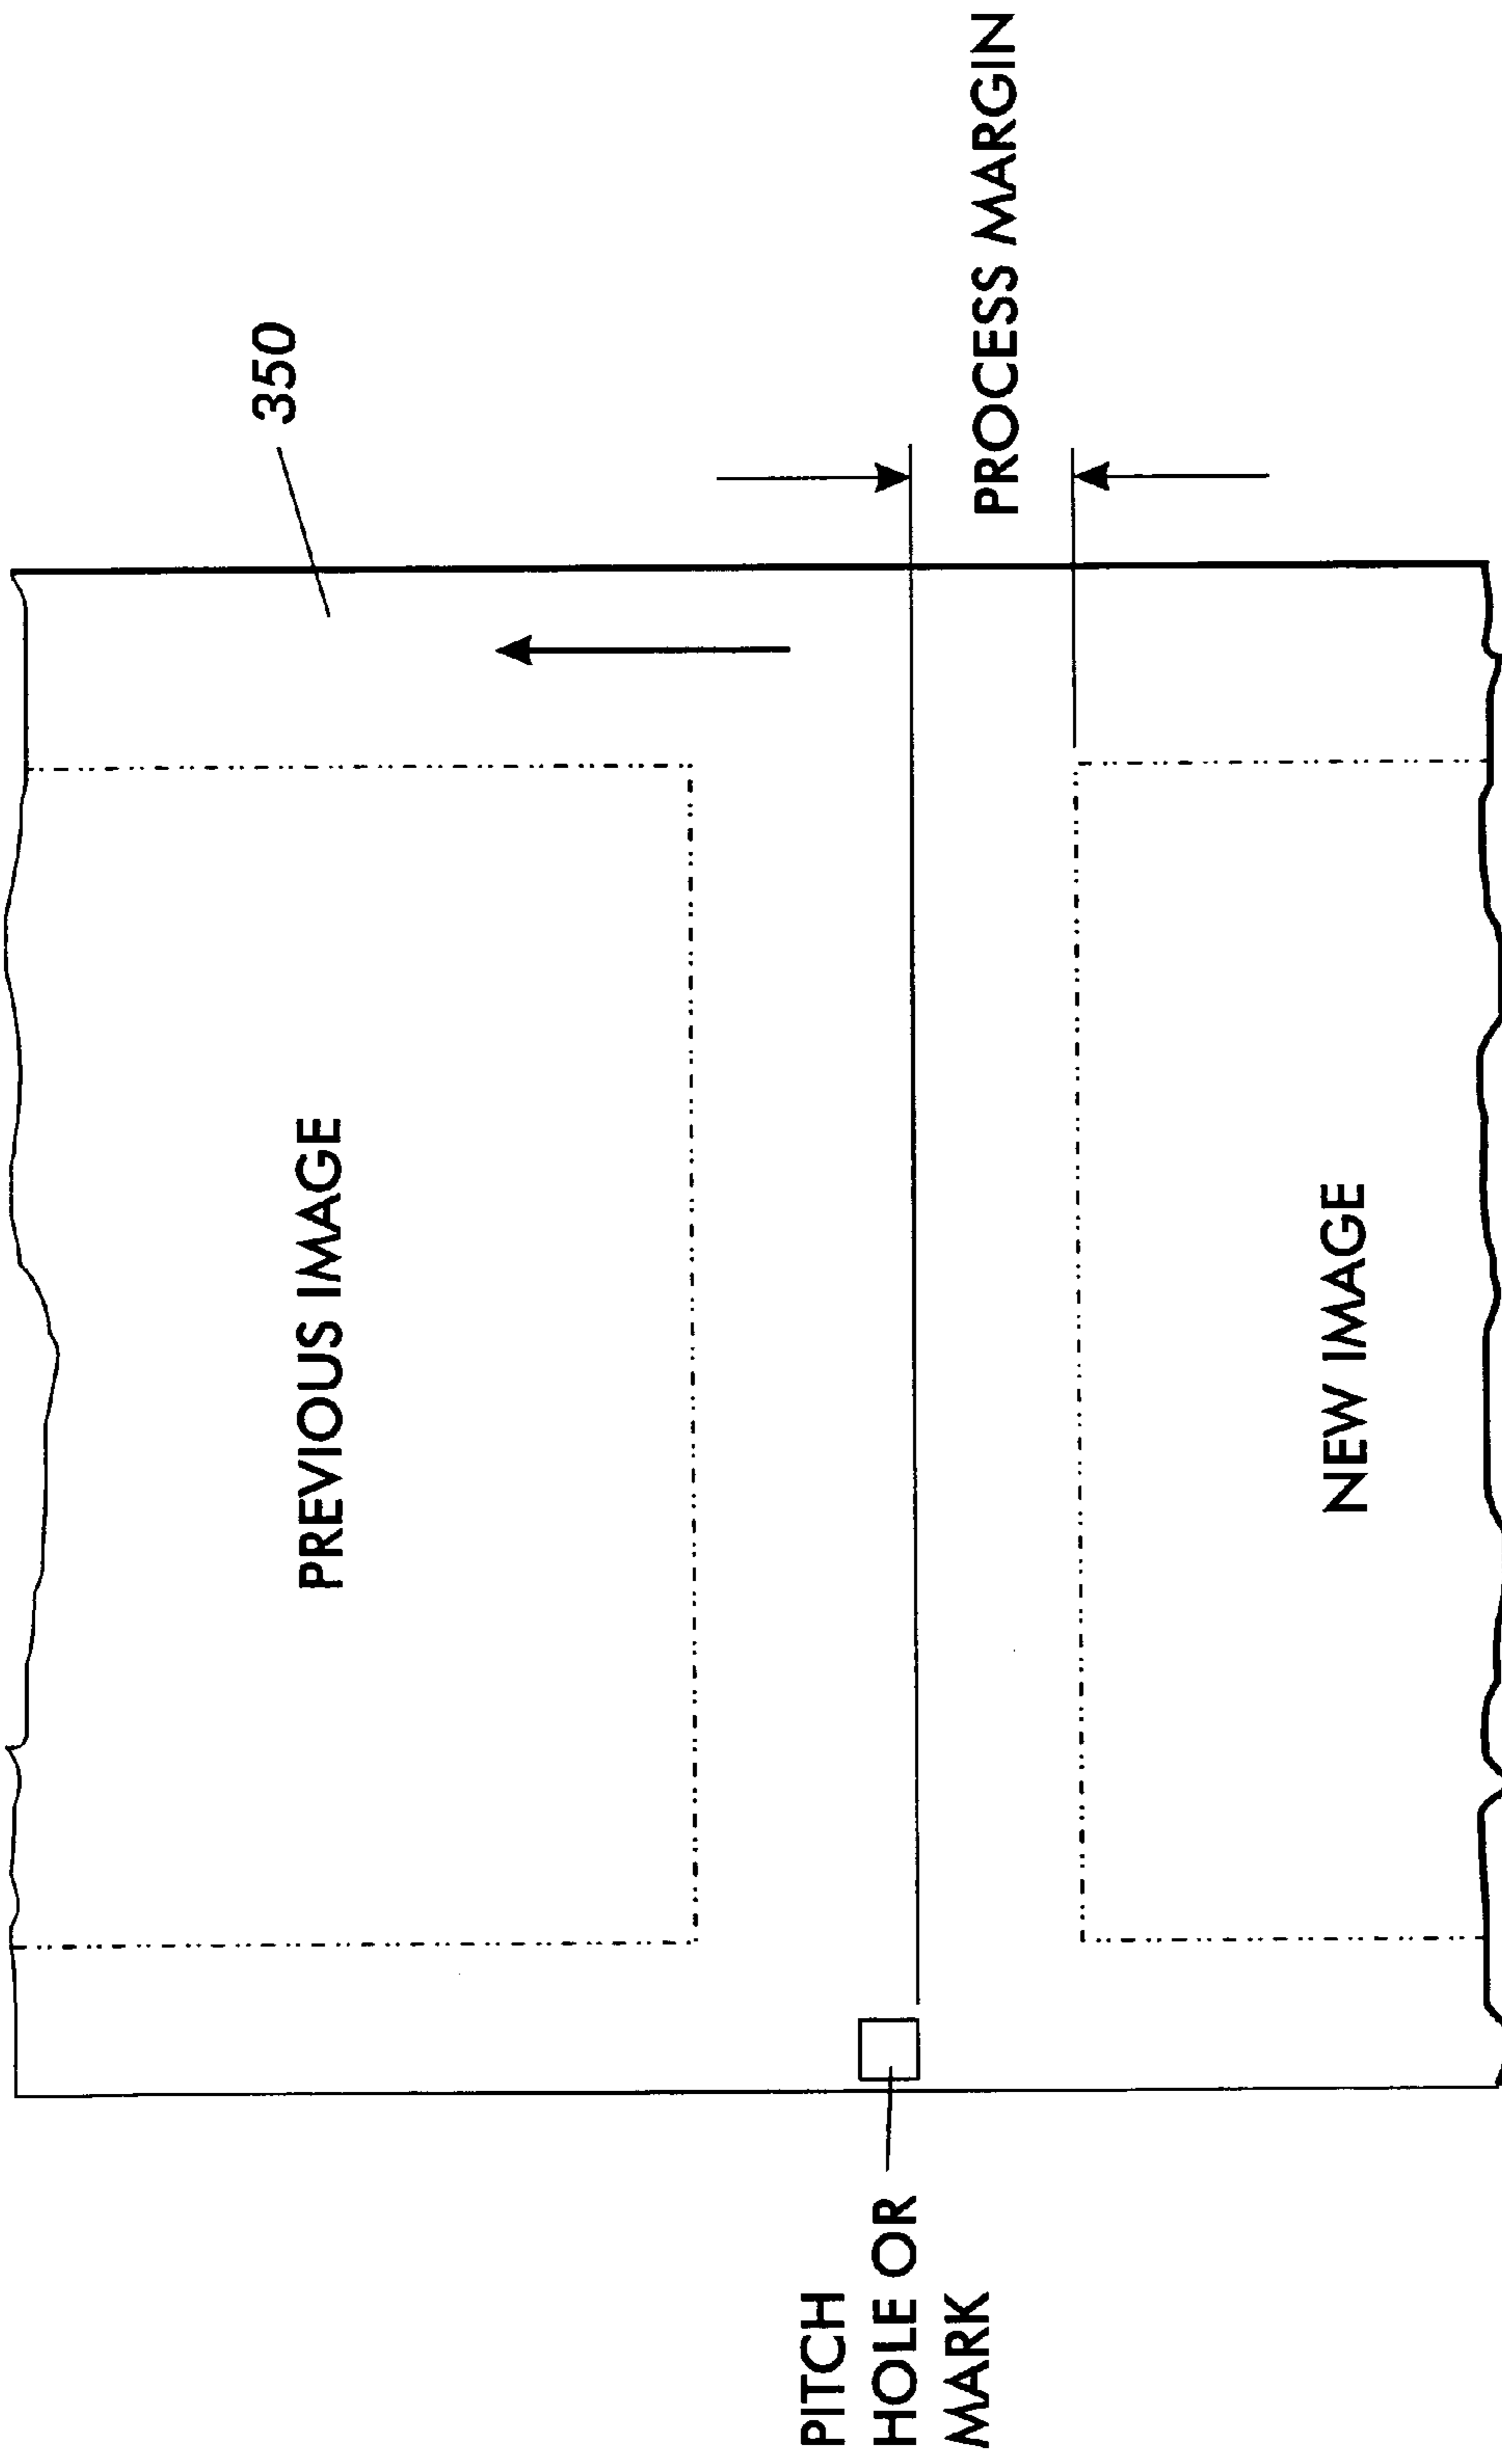 350
PROCESS MARGIN
PREVIOUS IMAGE
NEW IMAGE
PITCH
HOLE OR
MARK